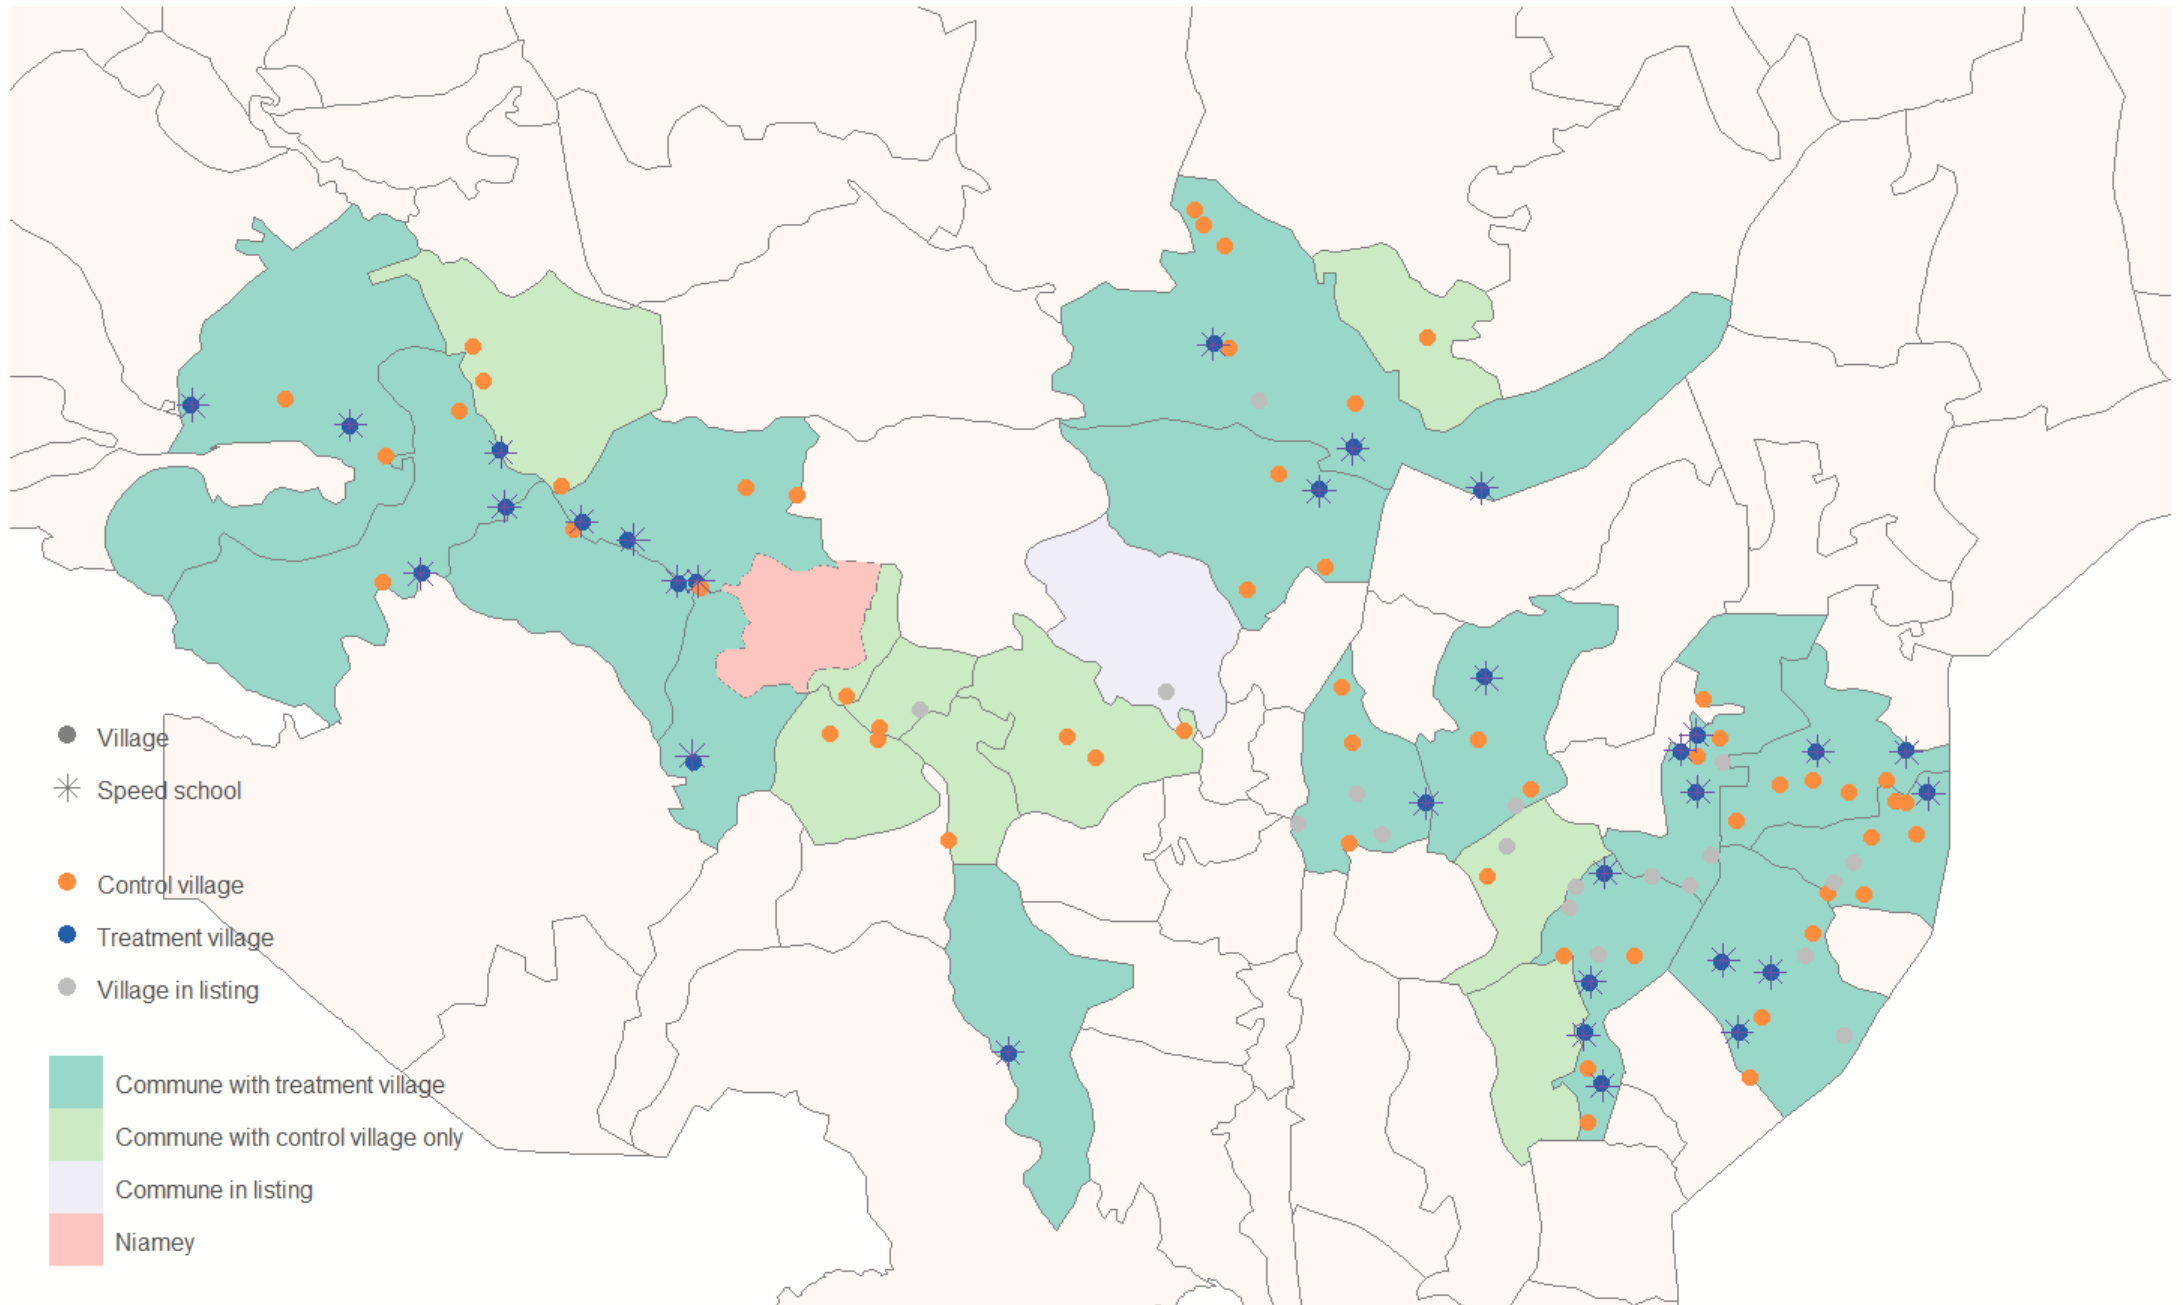 Village
Speed school
Control village
Treatment village
Village in listing
Commune with treatment village
Commune with control village only
Commune in listing
Niamey